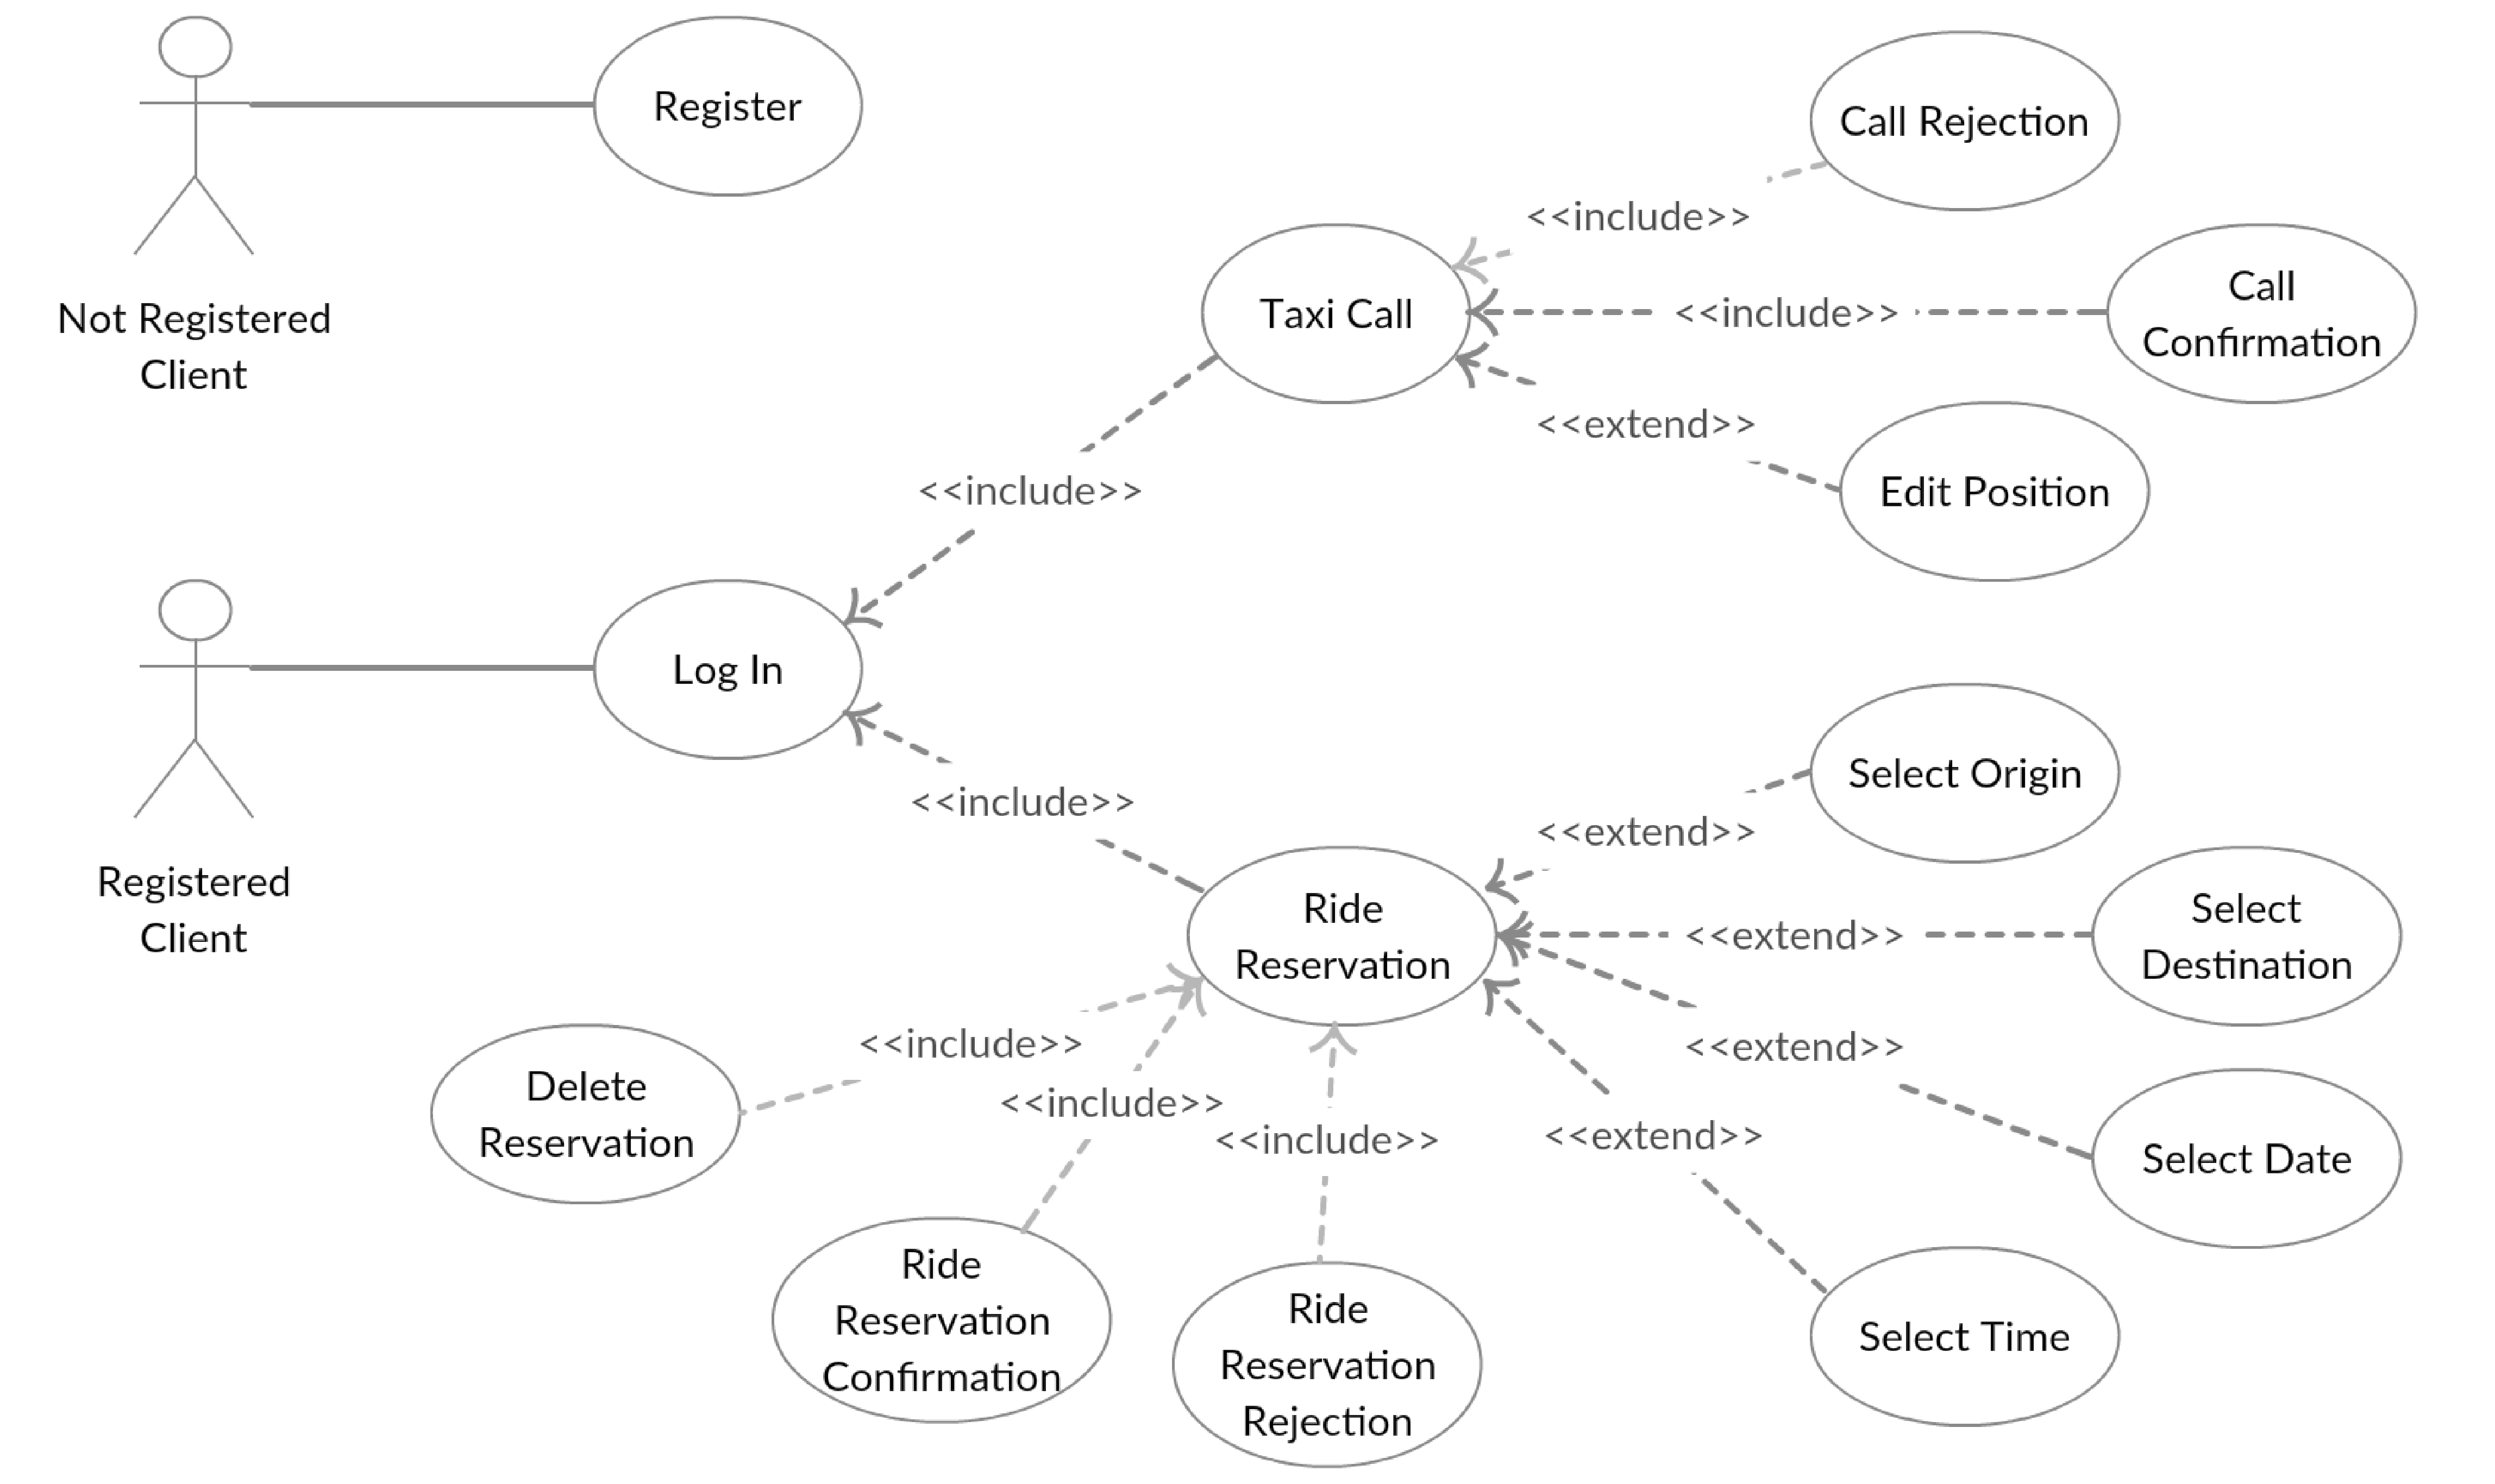 Register
Not Registered
Client
Call Rejection
<<include>>
Taxi Call
<<include>>
Call
Confirmation
<<extend>>
Edit Position
<<include>>
Log In
Registered
Client
<<include>>
Select Origin
<<extend>>
Ride
Reservation
<<extend>>
Select
Destination
<<extend>>
Select Date
<<extend>>
Select Time
<<include>>
Delete
Reservation
<<include>>
Ride
Reservation
Confirmation
<<include>>
Ride
Reservation
Rejection